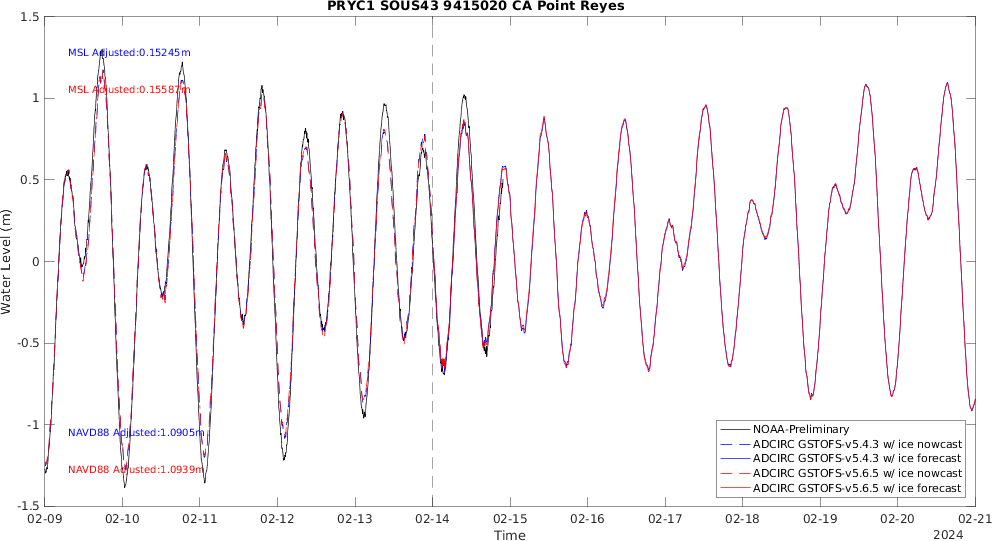 PRYC1 SOUS43 9415020 CA Point Reyes
1.5
1
0.5
0
-0.5
-1
-1.5
Water Level (m)
MSL Adjusted:0.15245m
MSL Adjusted:0.15587m
NAVD88 Adjusted:1.0905m
NAVD88 Adjusted:1.0939m
NOAA-Preliminary
ADCIRC GSTOFS-v5.4.3 w/ ice nowcast
ADCIRC GSTOFS-v5.4.3 w/ ice forecast
ADCIRC GSTOFS-v5.6.5 w/ ice nowcast
ADCIRC GSTOFS-v5.6.5 w/ ice forecast
02-09 02-10 02-11 02-12 02-13 02-14 02-15 02-16 02-17 02-18 02-19 02-20 02-21
Time
2024